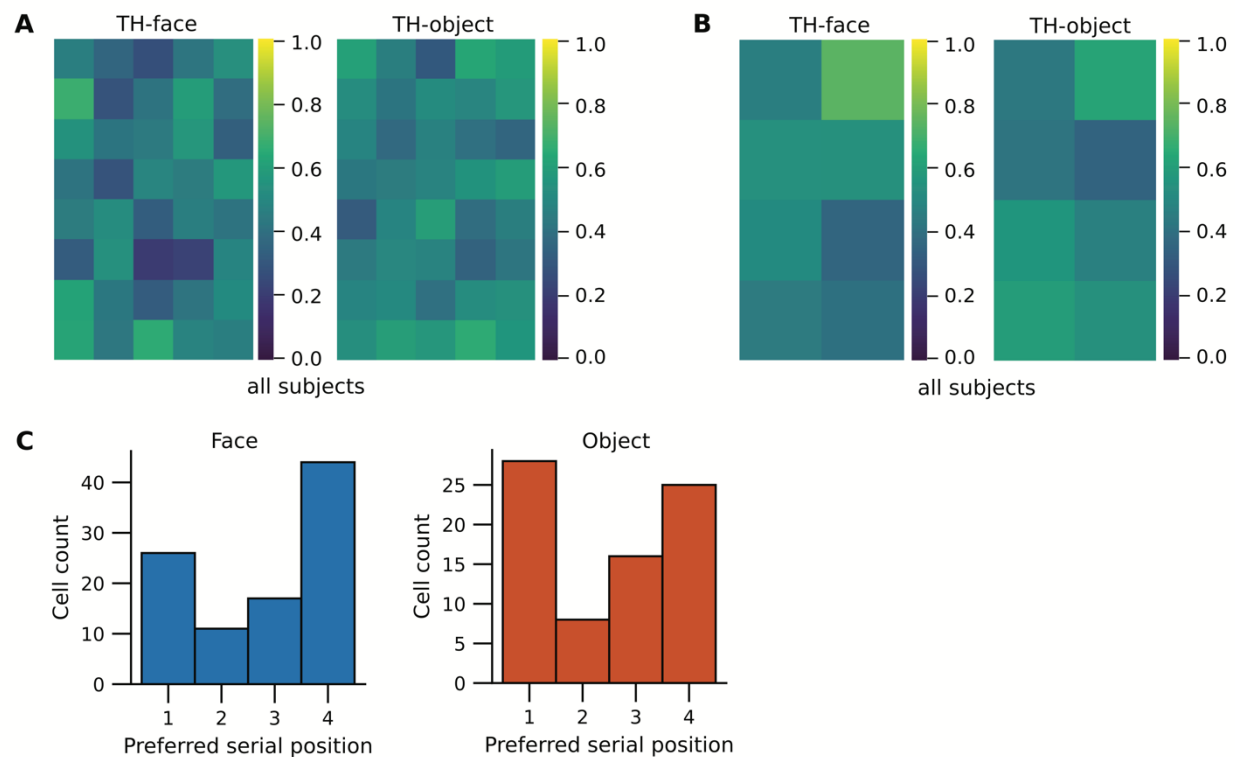 A
TH-face
TH-object
1.0
0.8
0.6
0.4
0.2
0.0
1.0
0.8
0.6
0.4
0.2
0.0
all subjects
B
TH-face
TH-object
1.0
0.8
0.6
0.4
0.2
0.0
1.0
0.8
0.6
0.4
0.2
0.0
all subjects
C
Face
Cell count
40
30
20
10
0
1 2 3 4
Preferred serial position
Object
Cell count
25
20
15
10
5
0
1 2 3 4
Preferred serial position